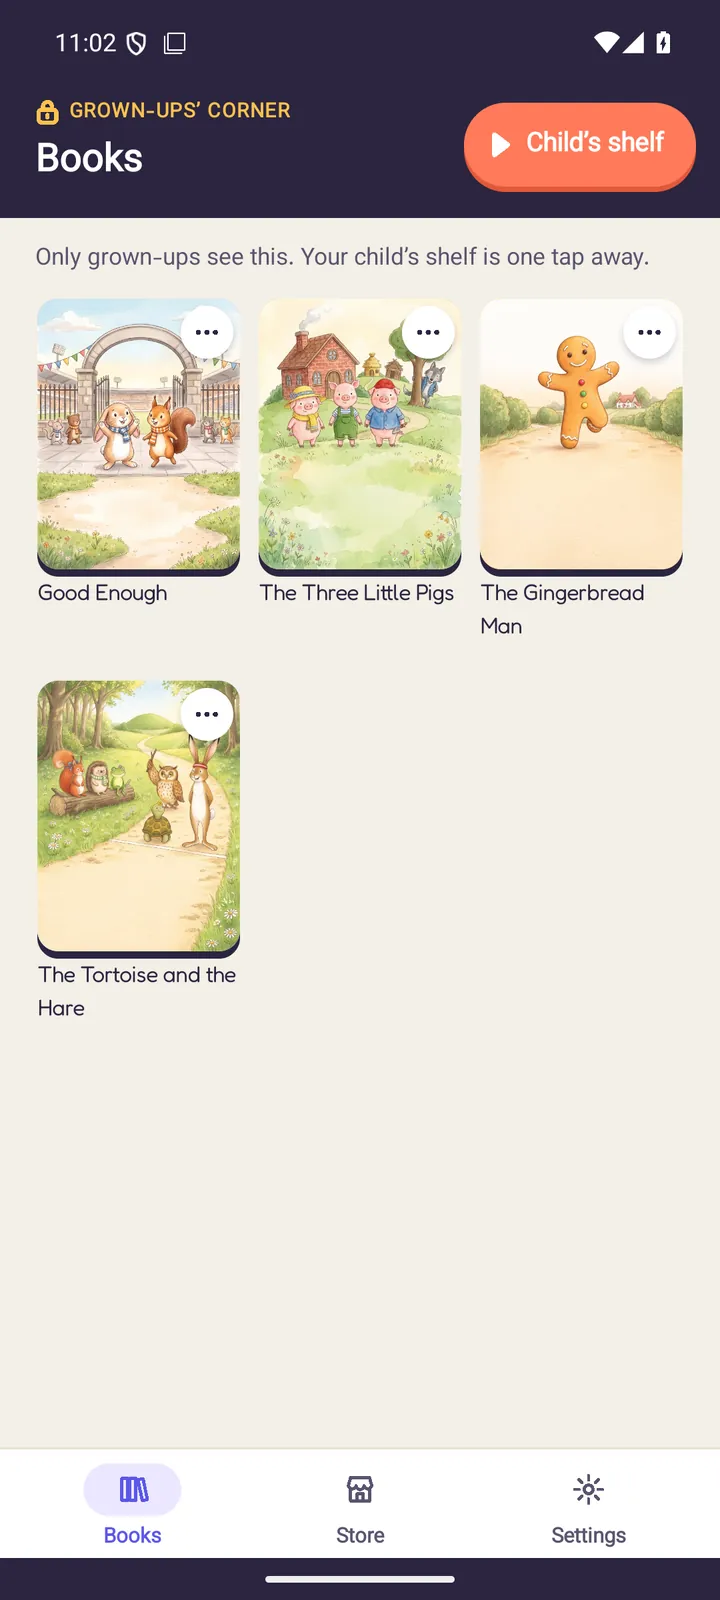 11:02
GROWN-UPS’ CORNER
Books
Child’s shelf
Only grown-ups see this. Your child’s shelf is one tap away.
Good Enough
The Three Little Pigs
The Gingerbread
Man
The Tortoise and the
Hare
Books
Store
Settings